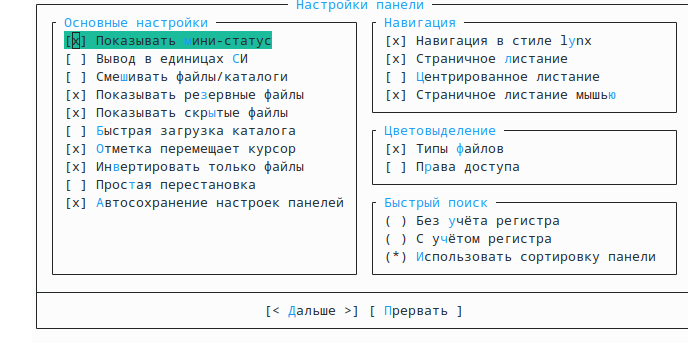 Настройки панели
Основные настройки
[x] Показывать мини-статус
[ ] Вывод в единицах СИ
[ ] Смешивать файлы/каталоги
[x] Показывать резервные файлы
[x] Показывать скрытые файлы
[ ] Быстрая загрузка каталога
[x] Отметка перемещает курсор
[x] Инвертировать только файлы
[ ] Простая перестановка
[x] Автосохранение настроек панелей
Навигация
[x] Навигация в стиле lynx
[x] Страничное листание
[ ] Центрированное листание
[x] Страничное листание мышью
Цветовыделение
[x] Типы файлов
[ ] Права доступа
Быстрый поиск
( ) Без учёта регистра
( ) С учётом регистра
(*) Использовать сортировку панели
[< Дальше >] [ Прервать ]